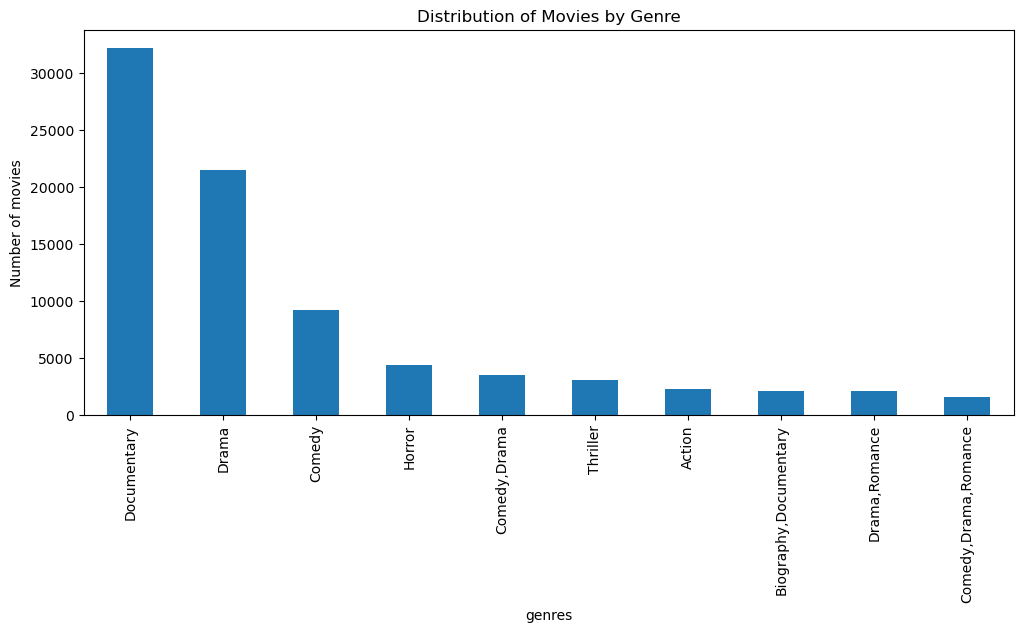 Distribution of Movies by Genre
Number of movies
30000
25000
20000
15000
10000
5000
0
Documentary
Drama
Comedy
Horror
Comedy,Drama
Thriller
Action
Biography,Documentary
Drama,Romance
Comedy,Drama,Romance
genres